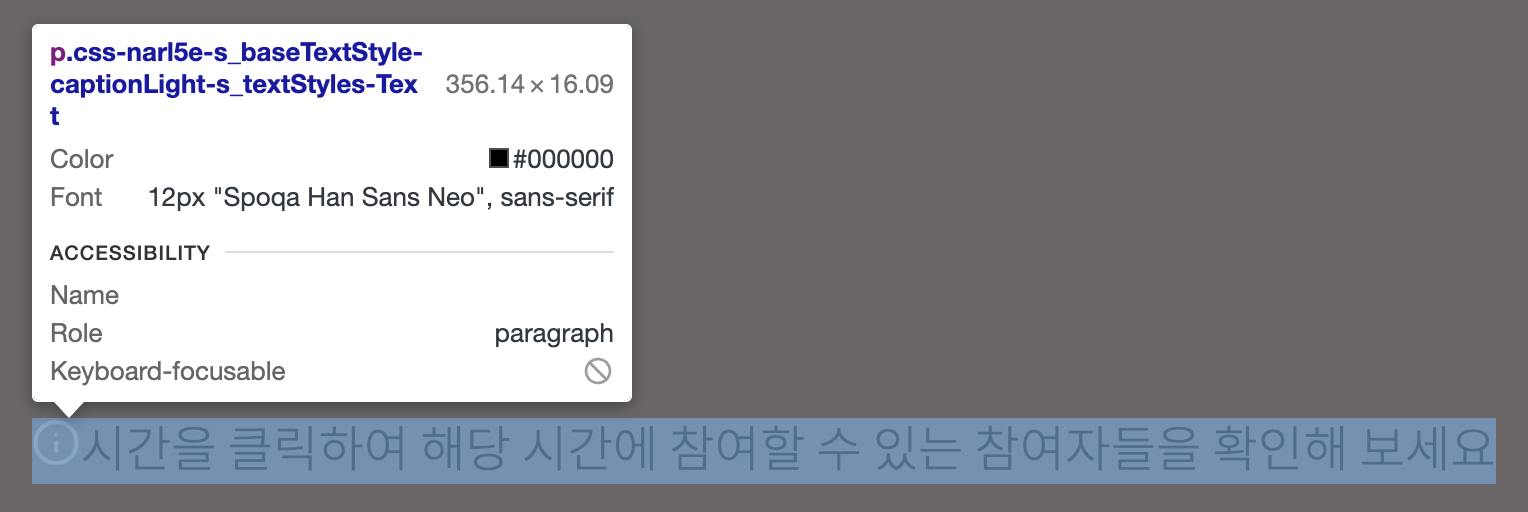 p.css-narl5e-s_baseTextStyle-
captionLight-s_textStyles-Tex
t
356.14 × 16.09
Color #000000
Font 12px "Spoqa Han Sans Neo", sans-serif
ACCESSIBILITY
Name
Role paragraph
Keyboard-focusable
시간을 클릭하여 해당 시간에 참여할 수 있는 참여자들을 확인해 보세요